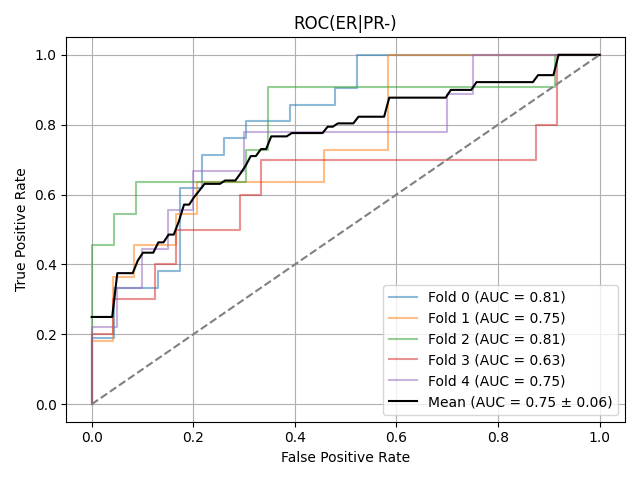 ROC(ER|PR-)
True Positive Rate
1.0
0.8
0.6
0.4
0.2
0.0
Fold 0 (AUC = 0.81)
Fold 1 (AUC = 0.75)
Fold 2 (AUC = 0.81)
Fold 3 (AUC = 0.63)
Fold 4 (AUC = 0.75)
Mean (AUC = 0.75 ± 0.06)
0.0 0.2 0.4 0.6 0.8 1.0
False Positive Rate